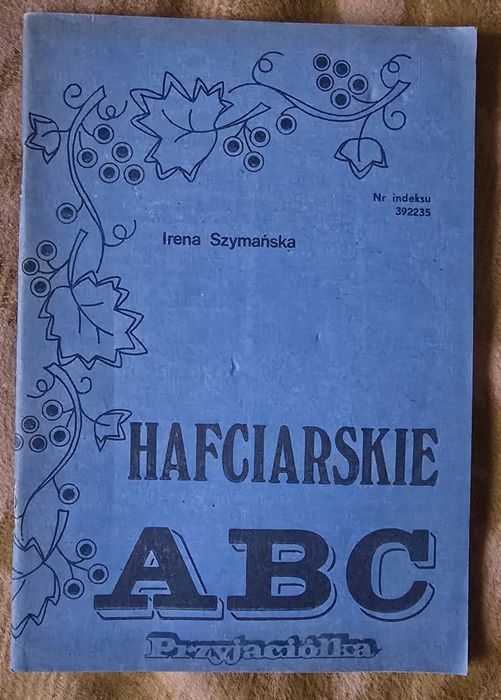 Nr indeksu
392235
Irena Szymańska
HAFCIARSKIE
ABC
Przyjaciółka